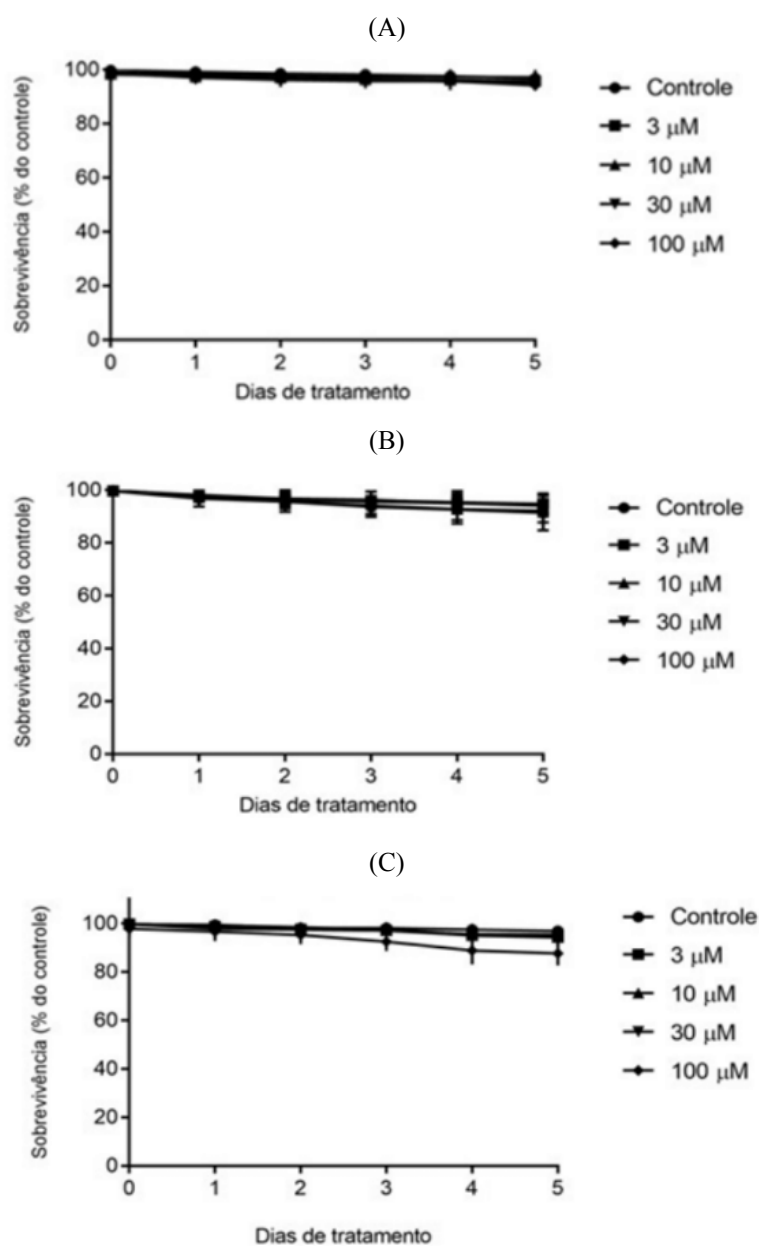 (A)
Sobrevivência (% do controle)
100
80
60
40
20
0
0 1 2 3 4 5
Dias de tratamento
Controle
3 μM
10 μM
30 μM
100 μM
(B)
Sobrevivência (% do controle)
100
80
60
40
20
0
0 1 2 3 4 5
Dias de tratamento
Controle
3 μM
10 μM
30 μM
100 μM
(C)
Sobrevivência (% do controle)
100
80
60
40
20
0
0 1 2 3 4 5
Dias de tratamento
Controle
3 μM
10 μM
30 μM
100 μM